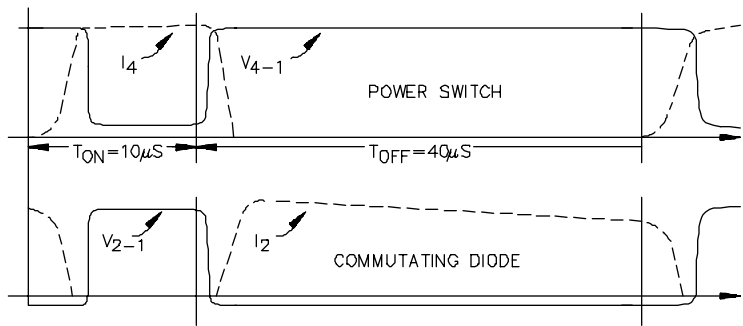 I4
V4-1
POWER SWITCH
TON=10µS
TOFF=40µS
V2-1
I2
COMMUTATING DIODE